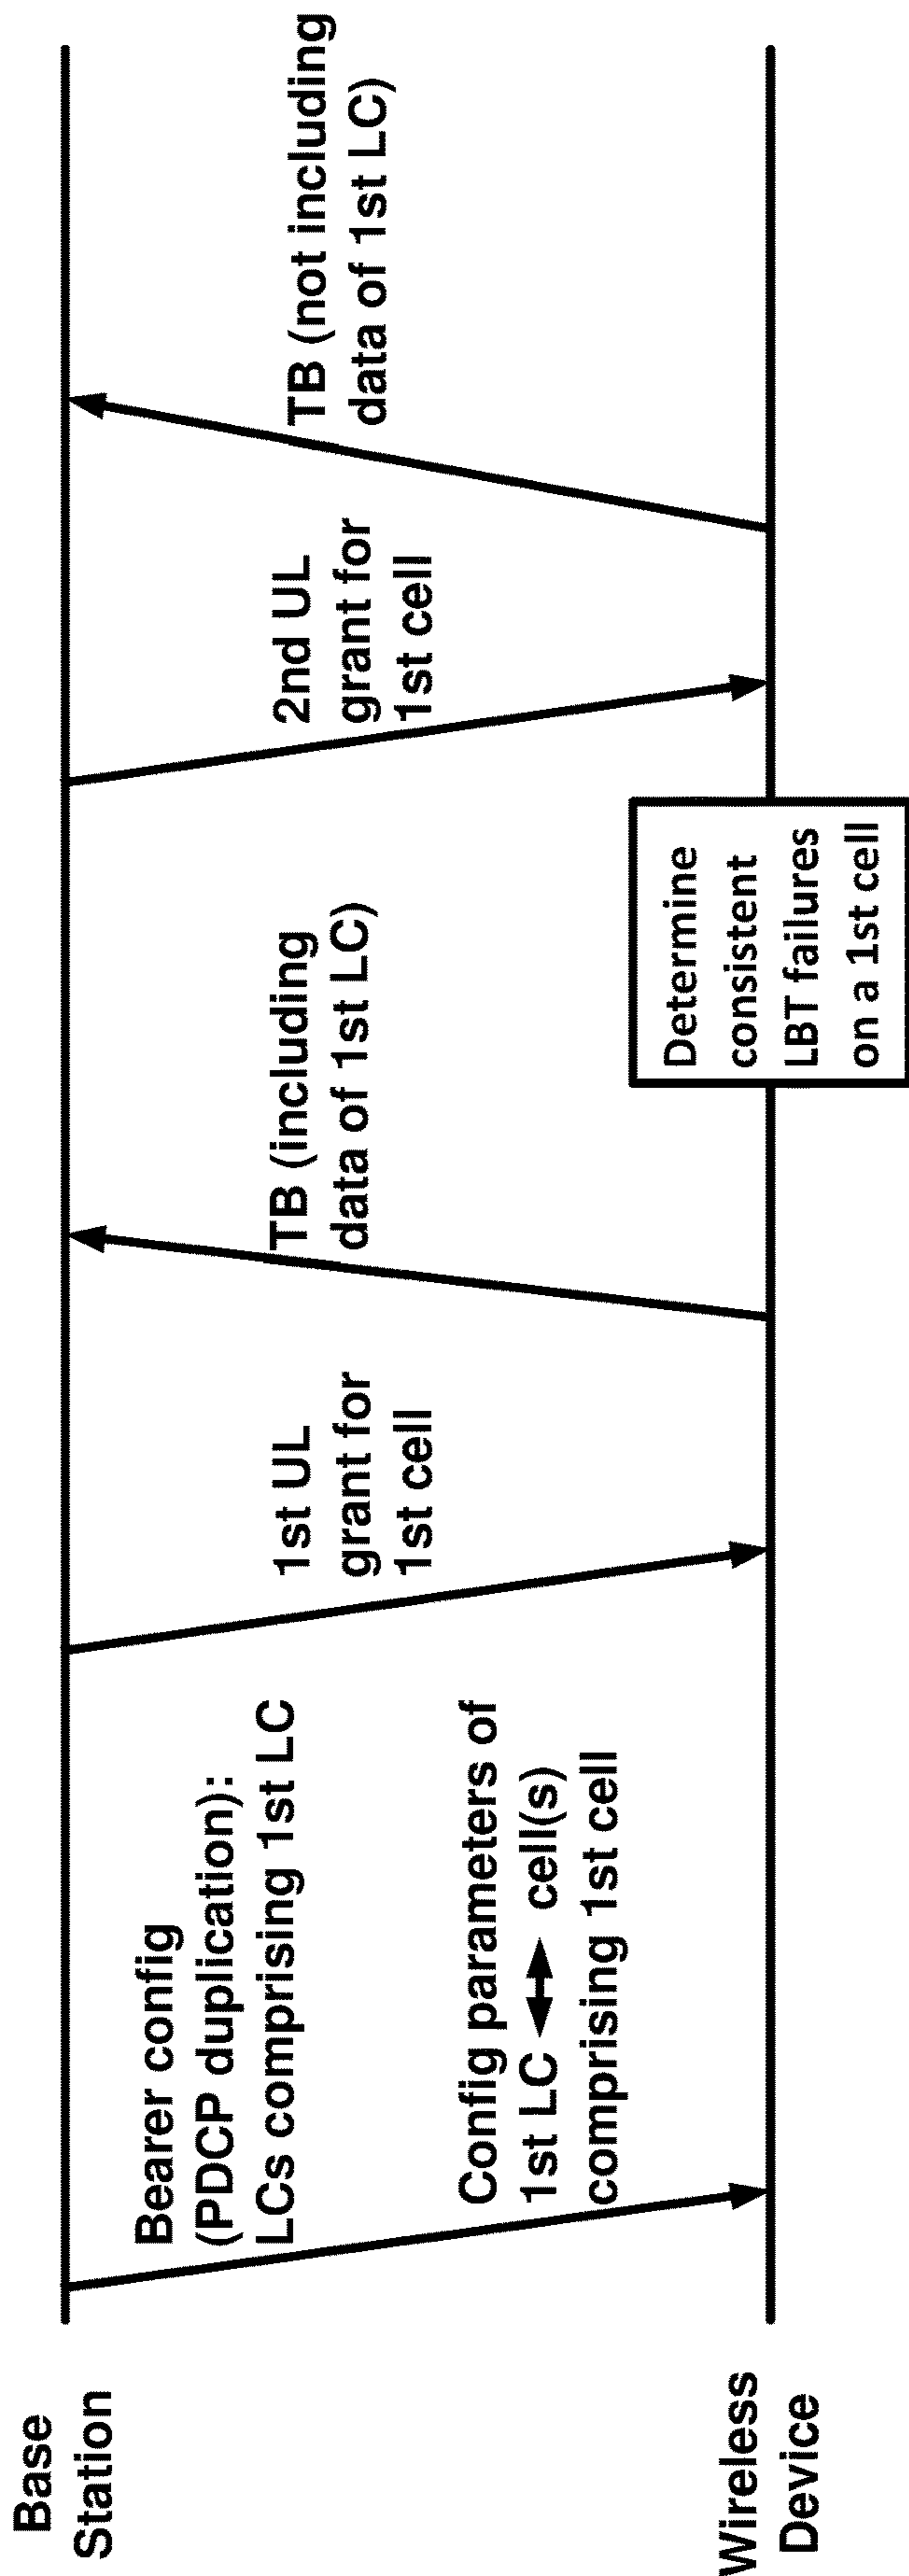 Base
Station
Wireless
Device
Bearer config
(PDCP duplication):
LCs comprising 1st LC
Config parameters of
1st LC cell(s)
comprising 1st cell
1st UL
grant for
1st cell
TB (including
data of 1st LC)
Determine
consistent
LBT failures
on a 1st cell
2nd UL
grant for
1st cell
TB (not including
data of 1st LC)